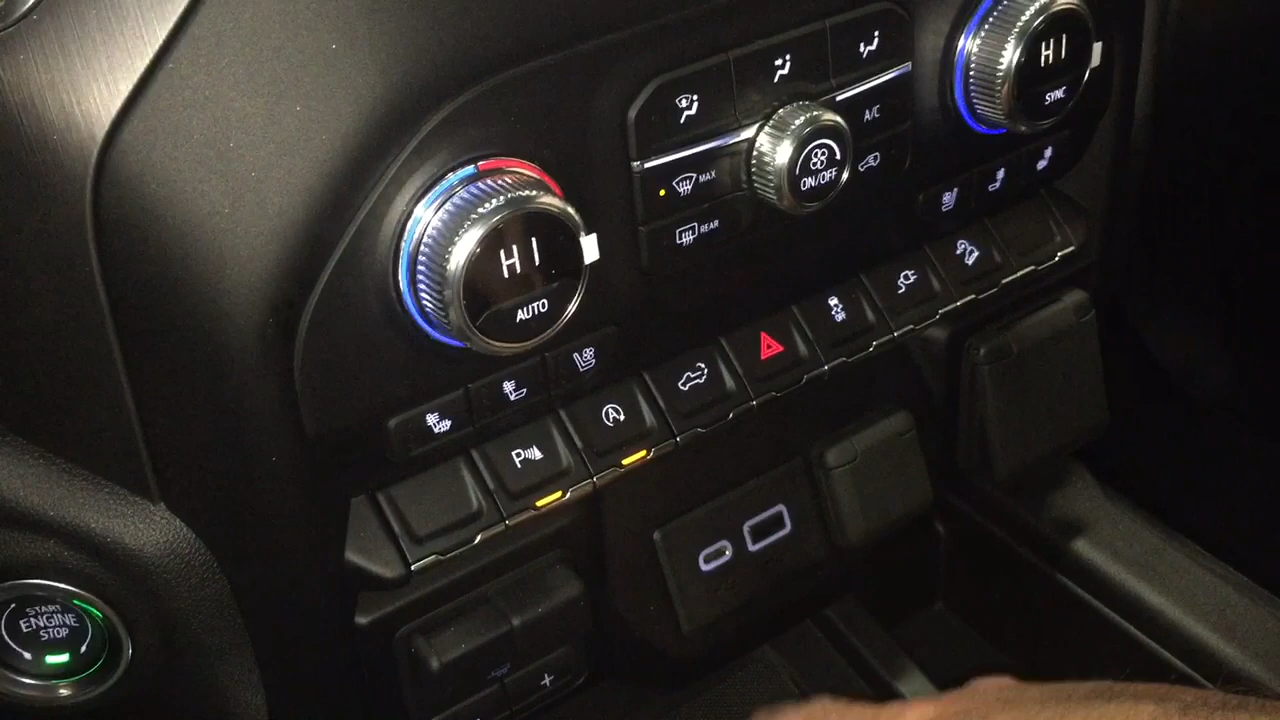 HI
SYNC
A/C
MAX
ON/OFF
REAR
HI
AUTO
OFF
A
P
START
ENGINE
STOP
+